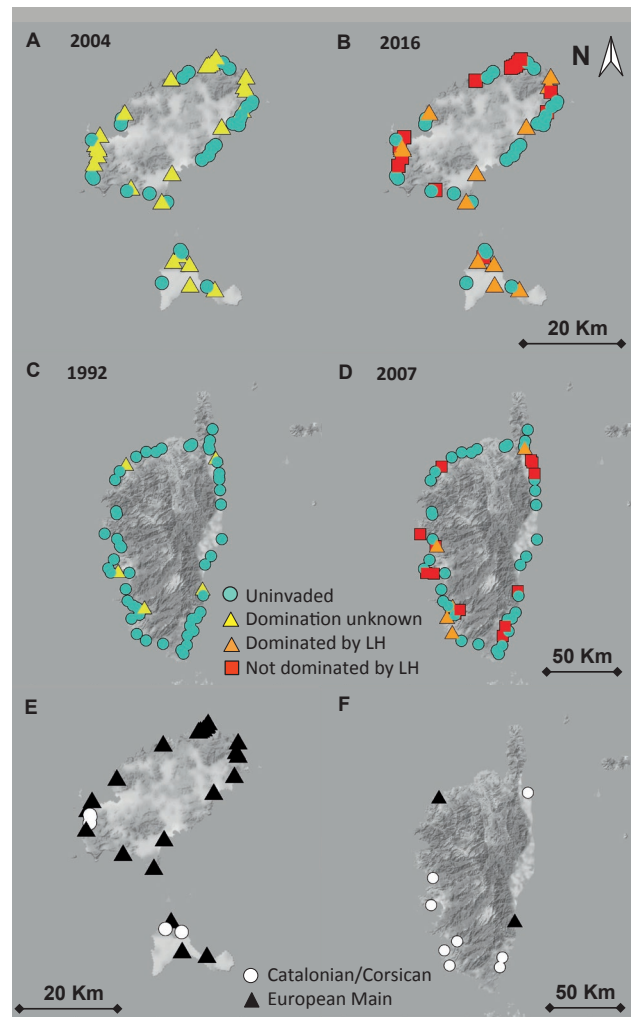 A 2004
B 2016
N
20 Km
C 1992
D 2007
Uninvaded
Domination unknown
Dominated by LH
Not dominated by LH
50 Km
E
F
Catalonian/Corsican
European Main
20 Km
50 Km